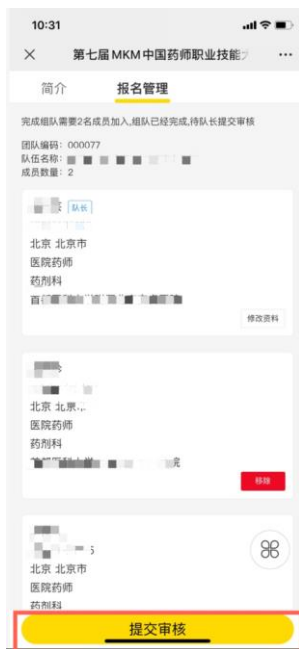 10:31
第七届MKM中国药师职业技能
简介
报名管理
完成组队需要2名成员加入,组队已经完成,待队长提交审核
团队编码：000077
队伍名称：
成员数量：2
队长
北京 北京市
医院药师
药剂科
修改资料
北京 北京
医院药师
药剂科
移除
北京 北京市
医院药师
药剂科
提交审核